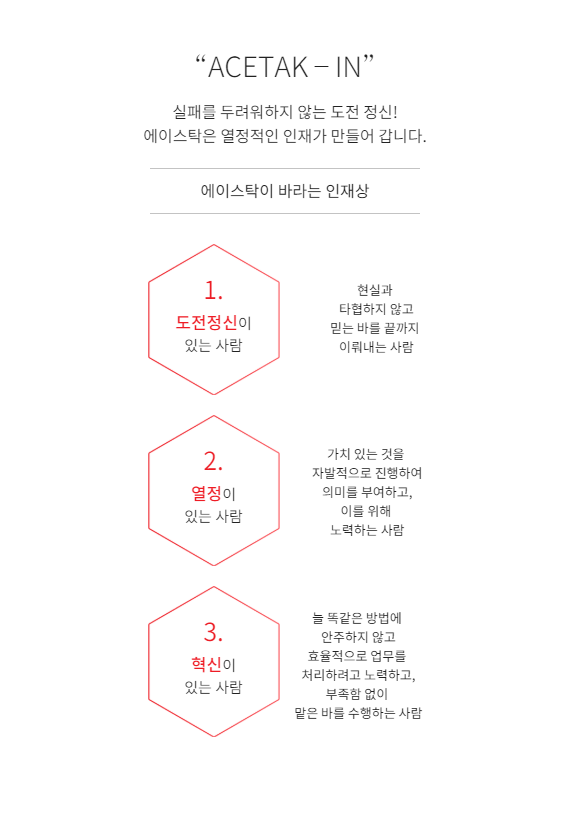 “ACETAK – IN”
실패를 두려워하지 않는 도전 정신!
에이스탁은 열정적인 인재가 만들어 갑니다.
에이스탁이 바라는 인재상
1.
도전정신이
있는 사람
현실과
타협하지 않고
믿는 바를 끝까지
이뤄내는 사람
2.
열정이
있는 사람
가치 있는 것을
자발적으로 진행하여
의미를 부여하고,
이를 위해
노력하는 사람
3.
혁신이
있는 사람
늘 똑같은 방법에
안주하지 않고
효율적으로 업무를
처리하려고 노력하고,
부족함 없이
맡은 바를 수행하는 사람